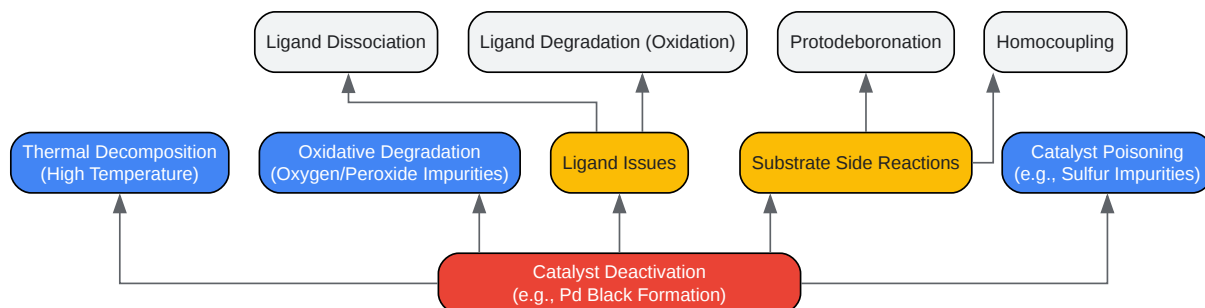 Ligand Dissociation
Ligand Degradation (Oxidation)
Protodeboronation
Homocoupling
Thermal Decomposition
(High Temperature)
Oxidative Degradation
(Oxygen/Peroxide Impurities)
Ligand Issues
Substrate Side Reactions
Catalyst Poisoning
(e.g., Sulfur Impurities)
Catalyst Deactivation
(e.g., Pd Black Formation)